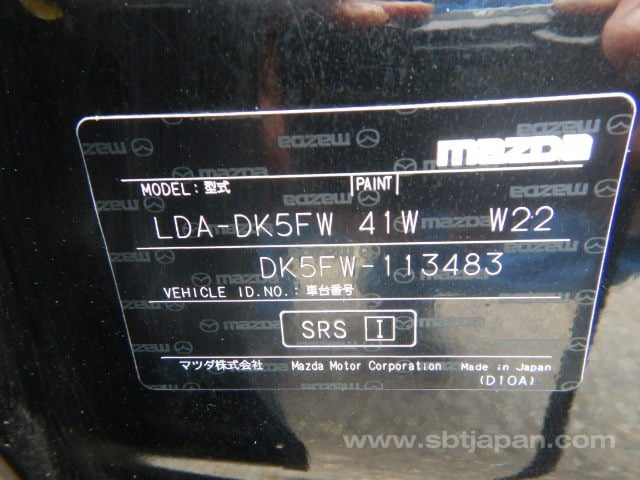 mazda
MODEL: 型式 PAINT
LDA-DK5FW 41W W22
DK5FW-113483
VEHICLE ID.NO.: 車台番号
SRS I
マツダ株式会社 Mazda Motor Corporation Made in Japan
(D10A)
www.sbtjapan.com